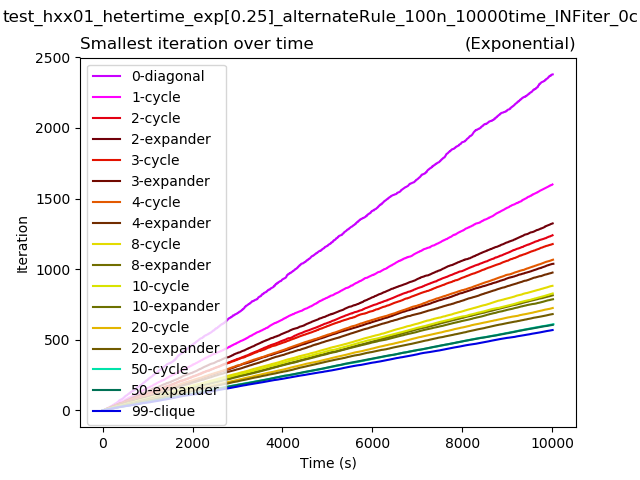 test_hxx01_hetertime_exp[0.25]_alternateRule_100n_10000time_INFiter_0c
Smallest iteration over time (Exponential)
2500
2000
1500
1000
500
0
Iteration
0-diagonal
1-cycle
2-cycle
2-expander
3-cycle
3-expander
4-cycle
4-expander
8-cycle
8-expander
10-cycle
10-expander
20-cycle
20-expander
50-cycle
50-expander
99-clique
0 2000 4000 6000 8000 10000
Time (s)